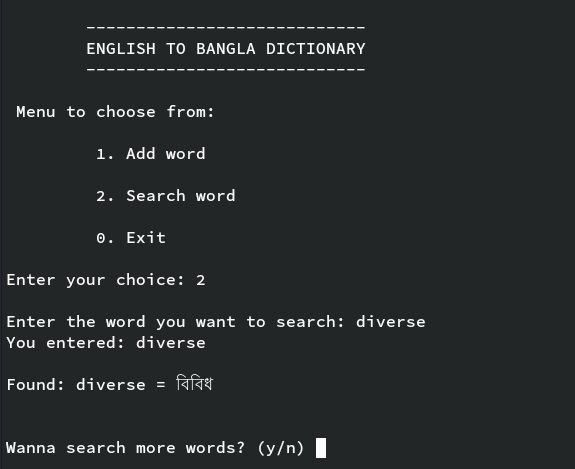 ----------------------------
ENGLISH TO BANGLA DICTIONARY
----------------------------
Menu to choose from:
1. Add word
2. Search word
0. Exit
Enter your choice: 2
Enter the word you want to search: diverse
You entered: diverse
Found: diverse = বিবিধ
Wanna search more words? (y/n)